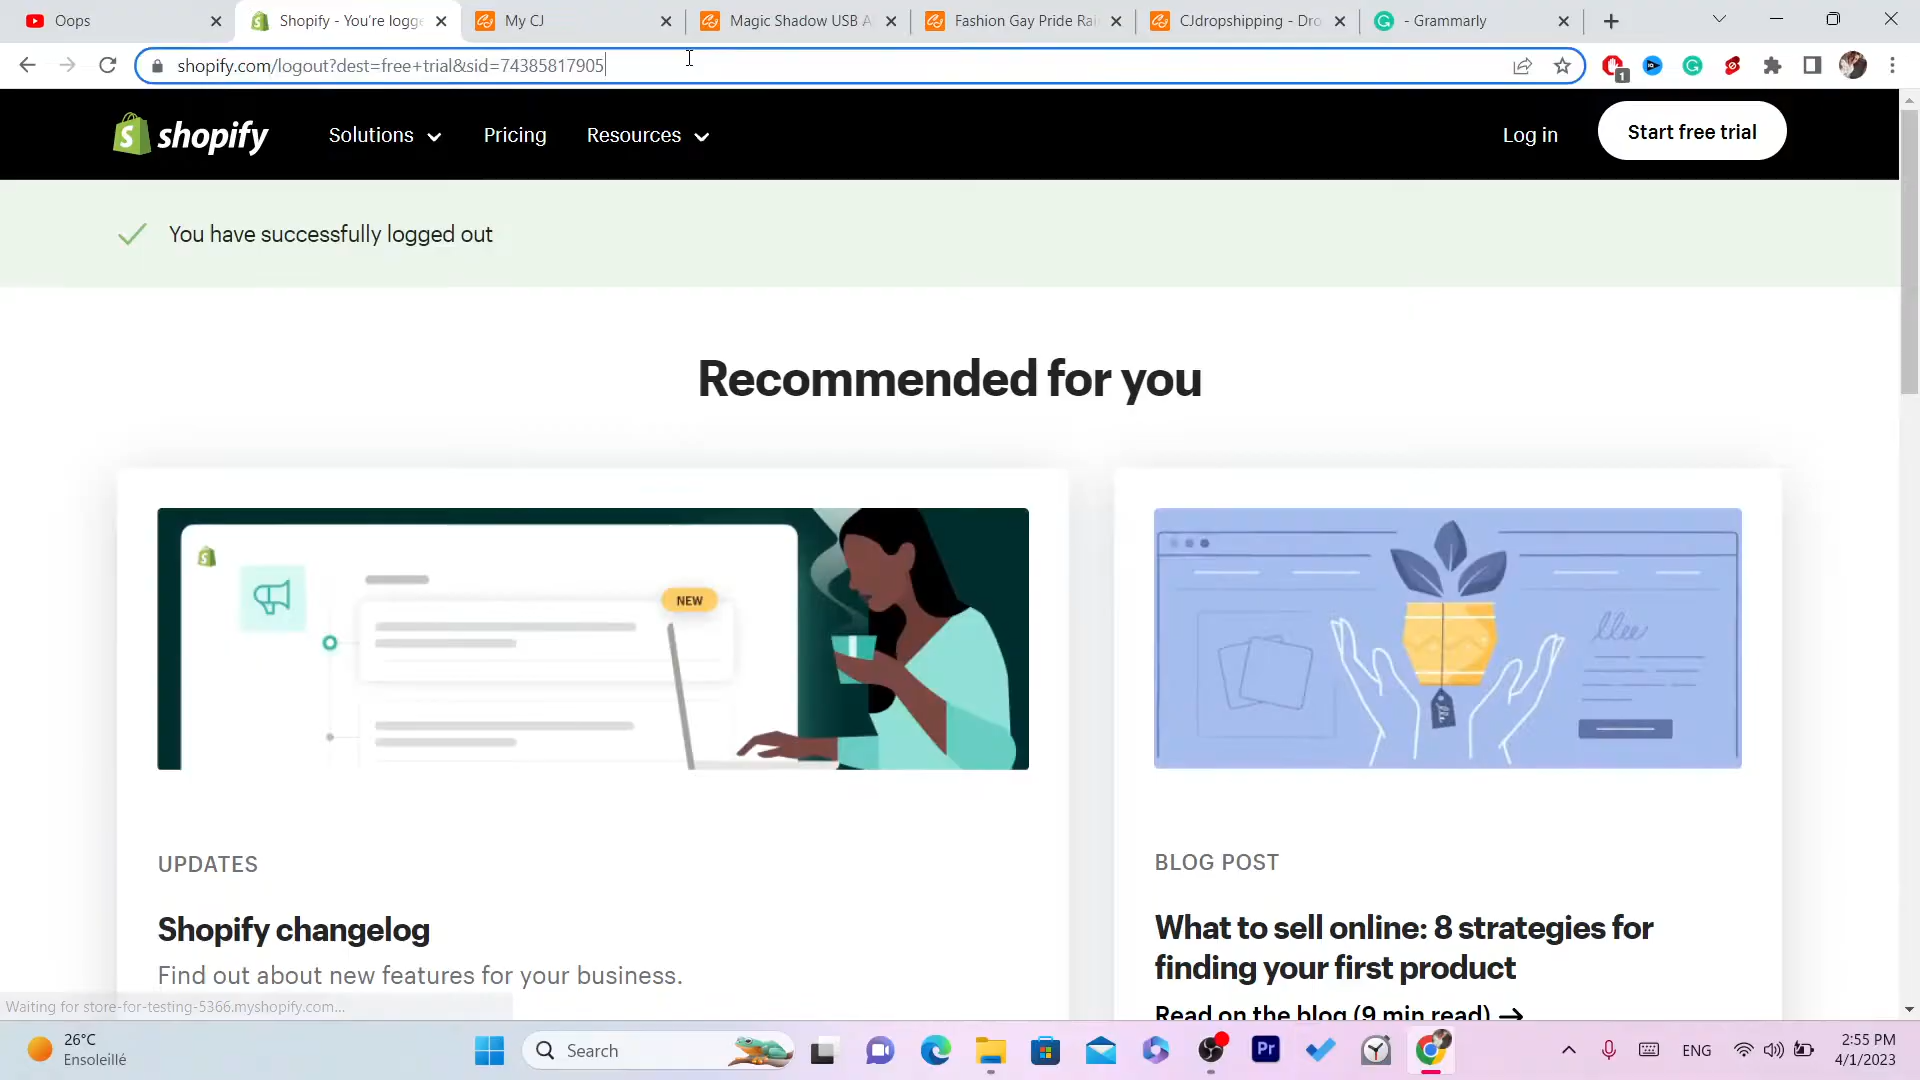 Oops
Shopify - You're logge
My CJ
Magic Shadow USB A
Fashion Gay Pride Rai
CJdropshipping - Dro
- Grammarly
shopify.com/logout?dest=free+trial&sid=74385817905
1
shopify
Solutions
Pricing
Resources
Log in
Start free trial
You have successfully logged out
Recommended for you
NEW
UPDATES
BLOG POST
Shopify changelog
What to sell online: 8 strategies for
finding your first product
Find out about new features for your business.
Read on the blog (9 min read) →
Waiting for store-for-testing-5366.myshopify.com...
26°C
Ensoleillé
Search
Pr
ENG
2:55 PM
4/1/2023